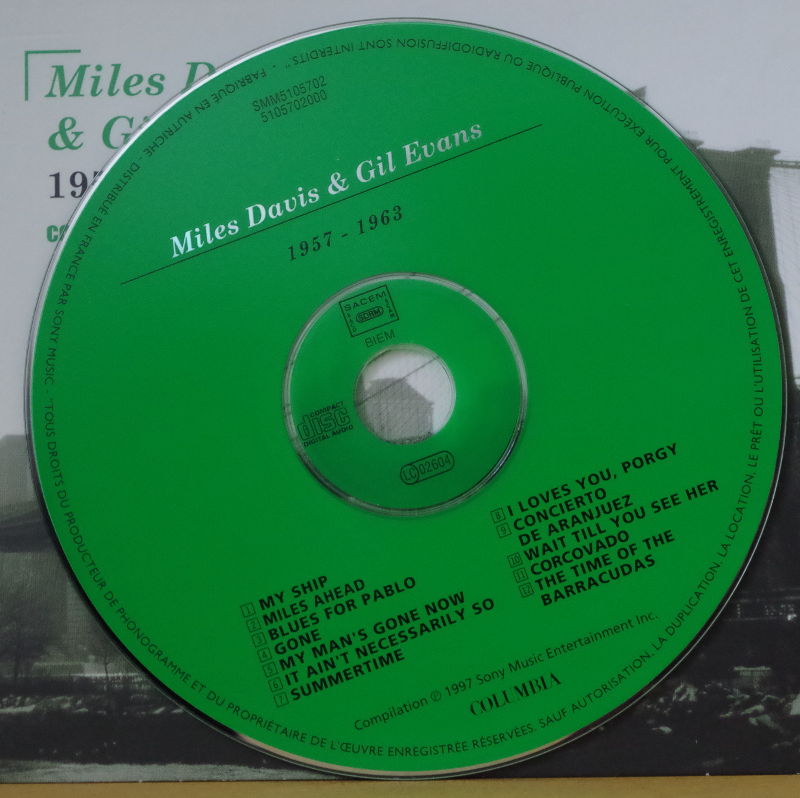 Miles D
& Gi
195
SMM5105702
5105702000
Miles Davis & Gil Evans
1957 - 1963
SACEM
SDRM
BIEM
COMPACT
disc
DIGITAL AUDIO
LC 02604
1 MY SHIP
2 MILES AHEAD
3 BLUES FOR PABLO
4 GONE
5 MY MAN'S GONE NOW
6 IT AIN'T NECESSARILY SO
7 SUMMERTIME
8 I LOVES YOU, PORGY
9 CONCIERTO
DE ARANJUEZ
10 WAIT TILL YOU SEE HER
11 CORCOVADO
12 THE TIME OF THE
BARRACUDAS
Compilation ℗ 1997 Sony Music Entertainment Inc.
COLUMBIA
FABRIQUÉ EN AUTRICHE. DISTRIBUÉ EN FRANCE PAR SONY MUSIC. "TOUS DROITS DU PRODUCTEUR DE PHONOGRAMME ET DU PROPRIÉTAIRE DE L'ŒUVRE ENREGISTRÉE RÉSERVÉS. SAUF AUTORISATION, LA DUPLICATION, LA LOCATION, LE PRÊT OU L'UTILISATION DE CET ENREGISTREMENT POUR EXÉCUTION PUBLIQUE OU RADIODIFFUSION SONT INTERDITS".